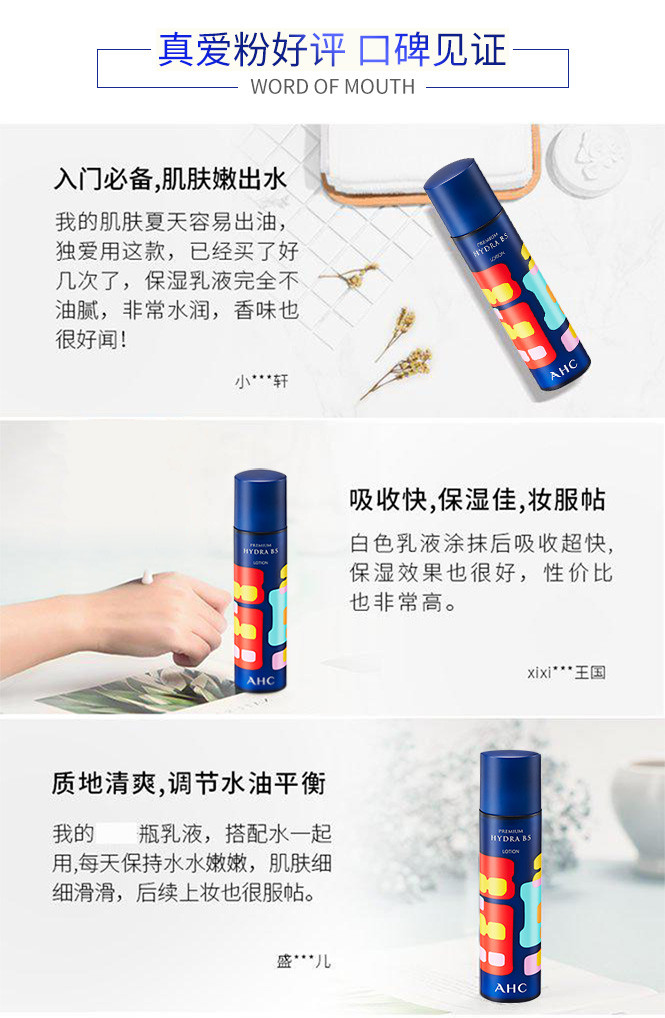 真爱粉好评 口碑见证
WORD OF MOUTH
入门必备,肌肤嫩出水
我的肌肤夏天容易出油，
独爱用这款，已经买了好
几次了，保湿乳液完全不
油腻，非常水润，香味也
很好闻！
小***轩
PREMIUM
HYDRA B5
LOTION
AHC
吸收快,保湿佳,妆服帖
白色乳液涂抹后吸收超快,
保湿效果也很好，性价比
也非常高。
xixi***王国
PREMIUM
HYDRA B5
LOTION
AHC
质地清爽,调节水油平衡
我的 瓶乳液，搭配水一起
用,每天保持水水嫩嫩，肌肤细
细滑滑，后续上妆也很服帖。
盛***儿
PREMIUM
HYDRA B5
LOTION
AHC